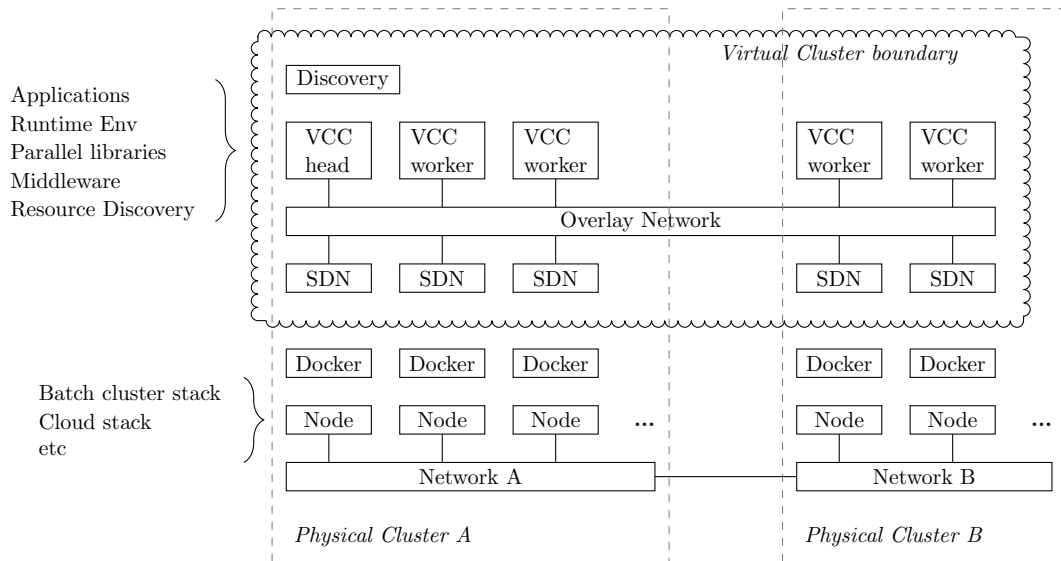 Virtual Cluster boundary
Discovery
Applications
Runtime Env
Parallel libraries
Middleware
Resource Discovery
VCC
head
VCC
worker
VCC
worker
VCC
worker
VCC
worker
Overlay Network
SDN
SDN
SDN
SDN
SDN
Docker
Docker
Docker
Docker
Docker
Batch cluster stack
Cloud stack
etc
Node
Node
Node
...
Node
Node
...
Network A
Network B
Physical Cluster A
Physical Cluster B